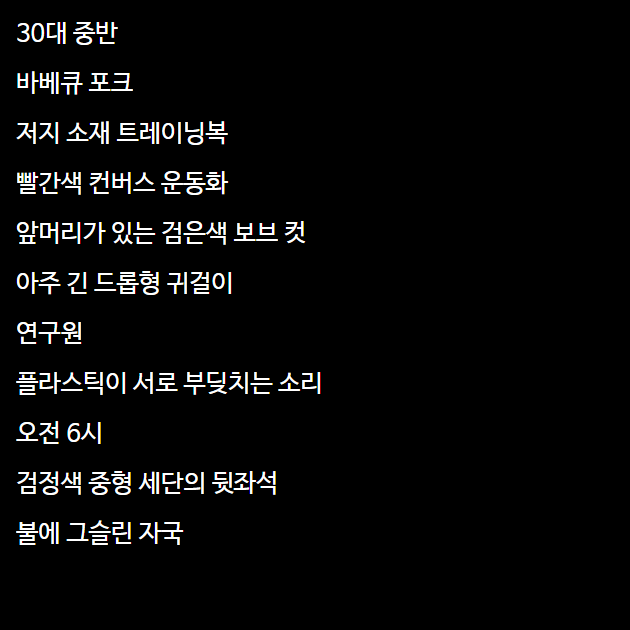 30대 중반
바베큐 포크
저지 소재 트레이닝복
빨간색 컨버스 운동화
앞머리가 있는 검은색 보브 컷
아주 긴 드롭형 귀걸이
연구원
플라스틱이 서로 부딪치는 소리
오전 6시
검정색 중형 세단의 뒷좌석
불에 그슬린 자국